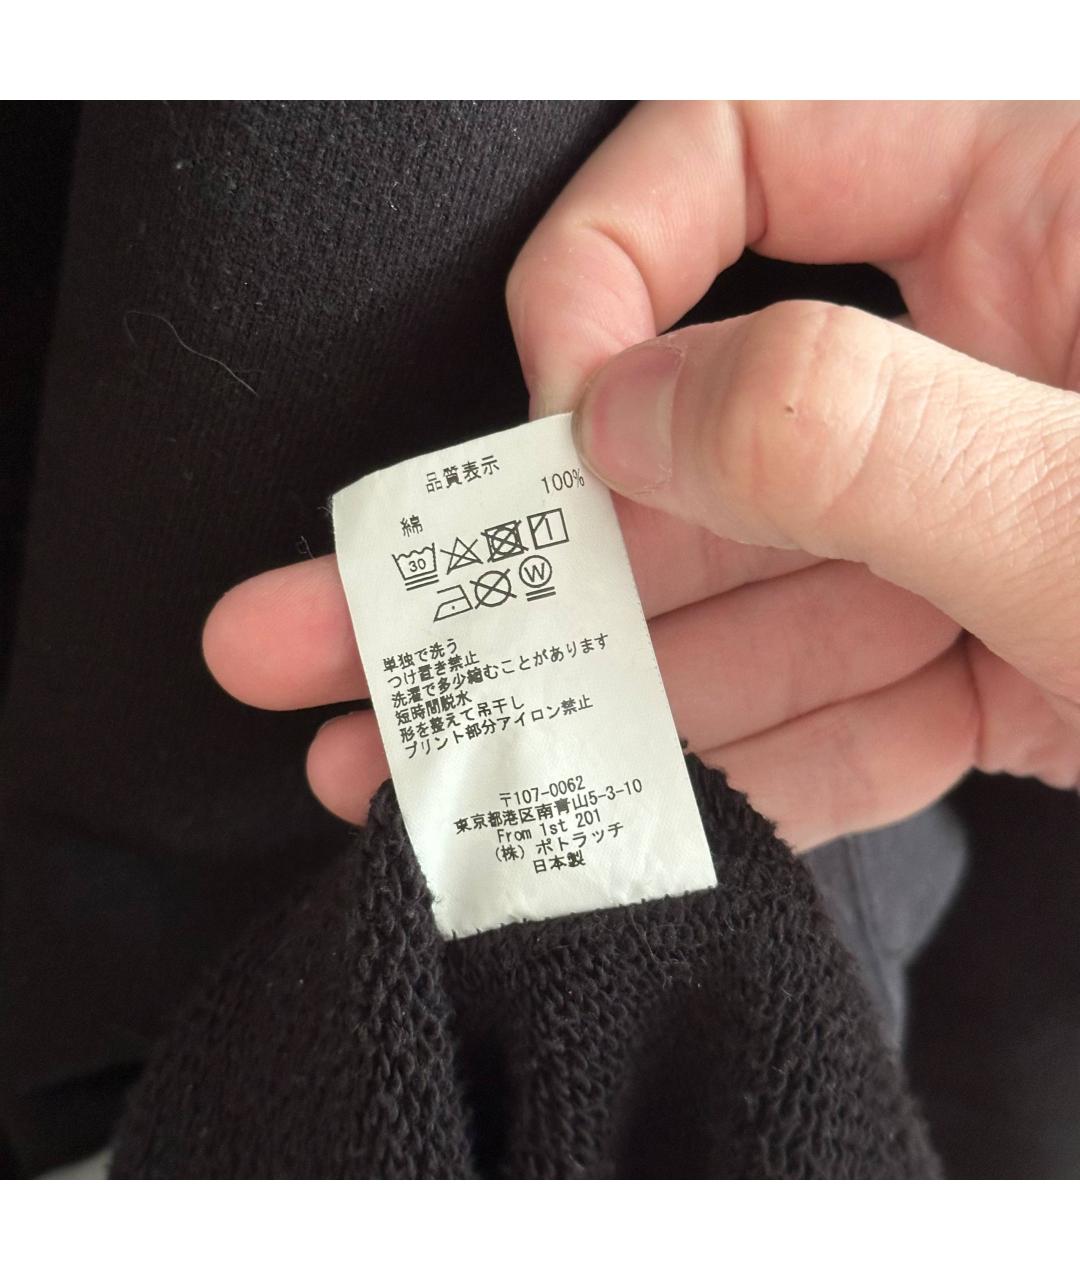 品質表示
綿 100%
30
W
単独で洗う
つけ置き禁止
洗濯で多少縮むことがあります
短時間脱水
形を整えて吊干し
プリント部分アイロン禁止
〒107-0062
東京都港区南青山5-3-10
From 1st 201
(株) ポトラッチ
日本製